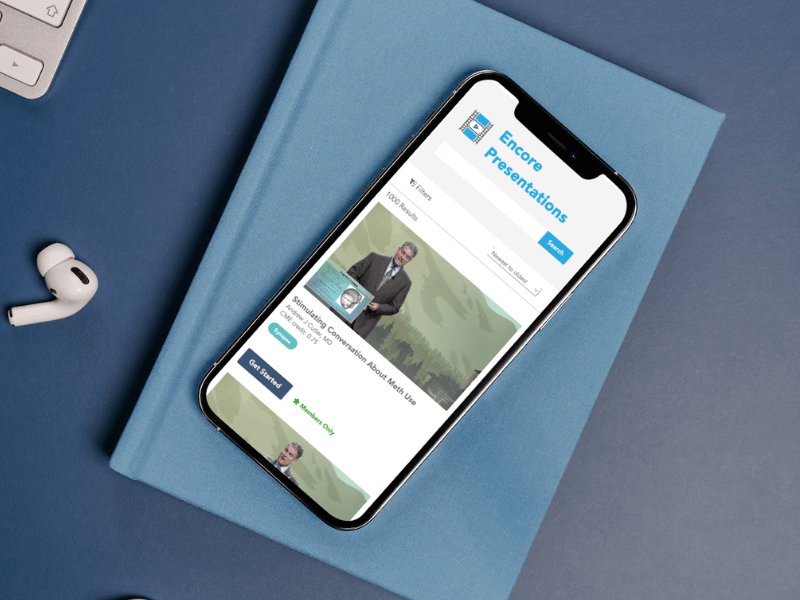 Encore
Presentations
Search
Filters
1000 Results
Newest to oldest
Stimulating Conversation About Meth Use
Andrew J Cutler, MD
CME credit: 0.75
Synapse
Get Started
Members Only